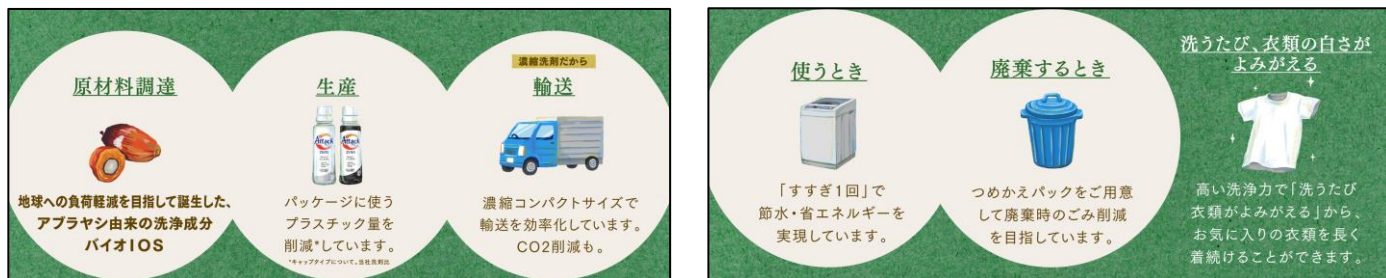 原材料調達
地球への負荷軽減を目指して誕生した、
アブラヤシ由来の洗浄成分
バイオIOS
生産
Attack
パッケージに使う
プラスチック量を
削減*しています。
*キャップタイプについて。当社洗剤比
濃縮洗剤だから
輸送
濃縮コンパクトサイズで
輸送を効率化しています。
CO2削減も。
使うとき
「すすぎ1回」で
節水・省エネルギーを
実現しています。
廃棄するとき
つめかえパックをご用意
して廃棄時のごみ削減
を目指しています。
洗うたび、衣類の白さが
よみがえる
高い洗浄力で「洗うたび
衣類がよみがえる」から、
お気に入りの衣類を長く
着続けることができます。